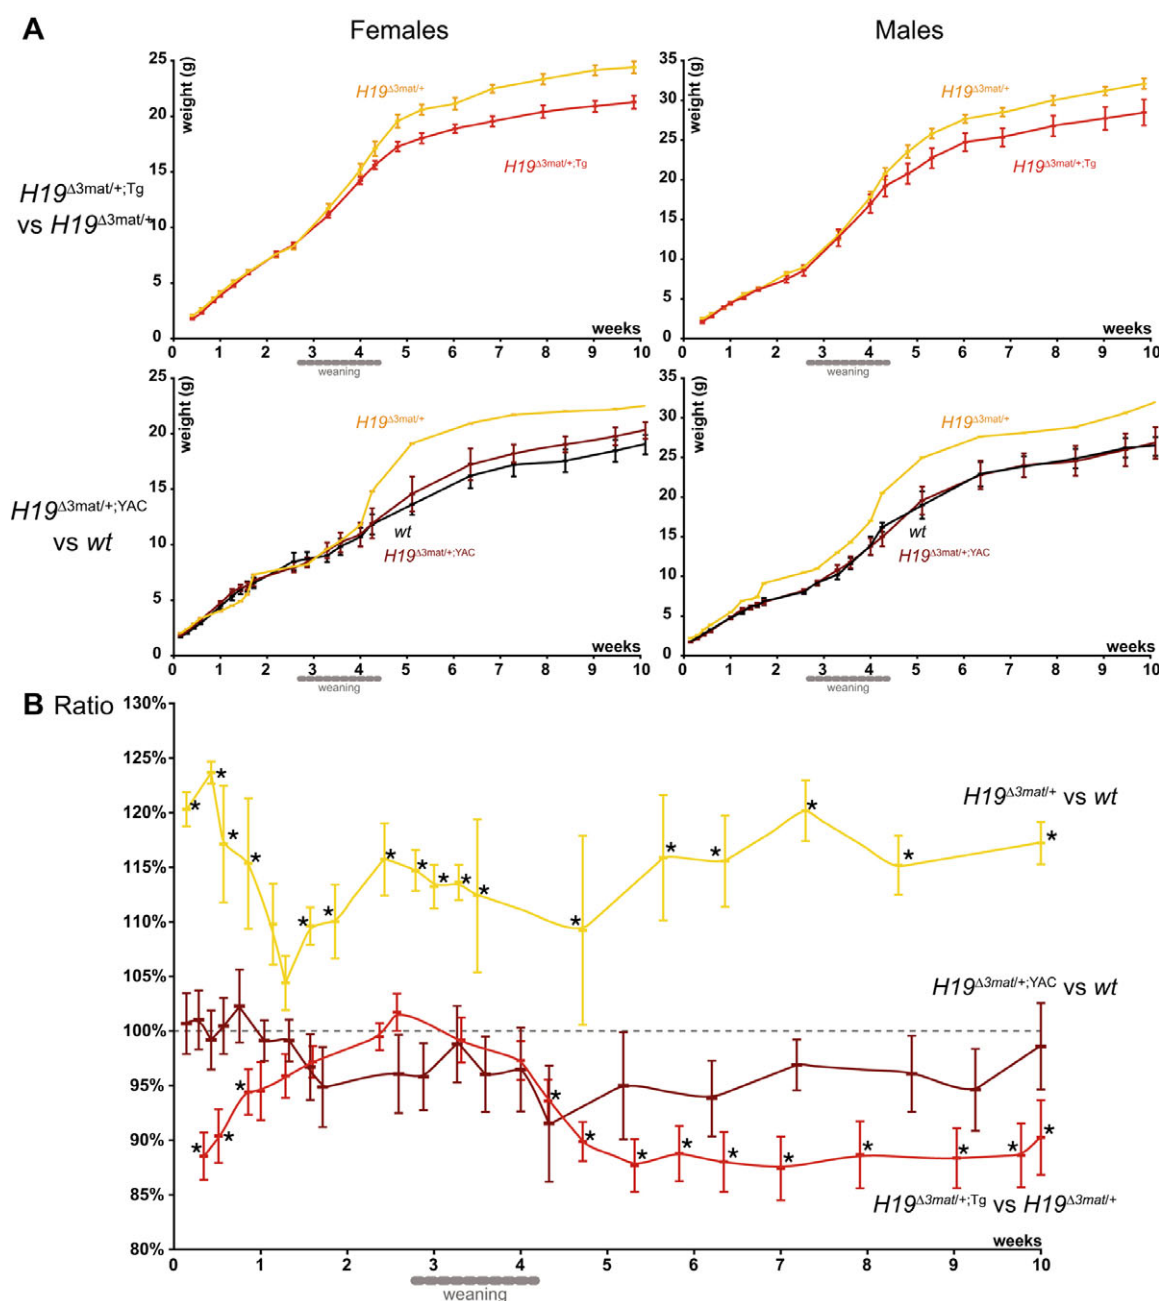 A
Females
Males
H19Δ3mat/+;Tg
vs H19Δ3mat/+
weight (g)
25
20
15
10
5
0
H19Δ3mat/+
H19Δ3mat/+;Tg
weeks
0 1 2 3 4 5 6 7 8 9 10
weaning
weight (g)
35
30
25
20
15
10
5
0
H19Δ3mat/+
H19Δ3mat/+;Tg
weeks
0 1 2 3 4 5 6 7 8 9 10
weaning
H19Δ3mat/+;YAC
vs wt
weight (g)
25
20
15
10
5
0
H19Δ3mat/+
wt
H19Δ3mat/+;YAC
weeks
0 1 2 3 4 5 6 7 8 9 10
weaning
weight (g)
35
30
25
20
15
10
5
0
H19Δ3mat/+
wt
H19Δ3mat/+;YAC
weeks
0 1 2 3 4 5 6 7 8 9 10
weaning
B Ratio
130%
125%
120%
115%
110%
105%
100%
95%
90%
85%
80%
H19Δ3mat/+ vs wt
H19Δ3mat/+;YAC vs wt
H19Δ3mat/+;Tg vs H19Δ3mat/+
weeks
0 1 2 3 4 5 6 7 8 9 10
weaning